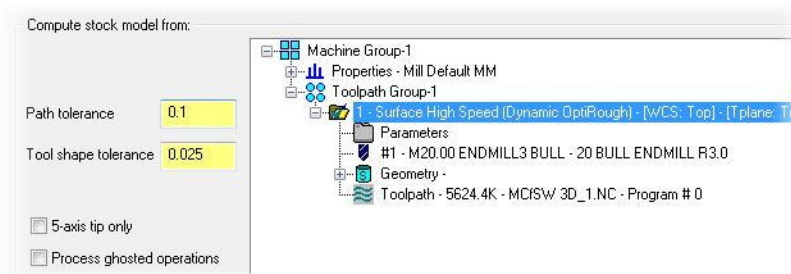 Compute stock model from:
Machine Group-1
Properties - Mill Default MM
Toolpath Group-1
Path tolerance 0.1
1 - Surface High Speed (Dynamic OptiRough) - [WCS: Top] - [Tplane: T
Parameters
Tool shape tolerance 0.025
#1 - M20.00 ENDMILL3 BULL - 20 BULL ENDMILL R3.0
Geometry -
Toolpath - 5624.4K - MCfSW 3D_1.NC - Program # 0
5-axis tip only
Process ghosted operations